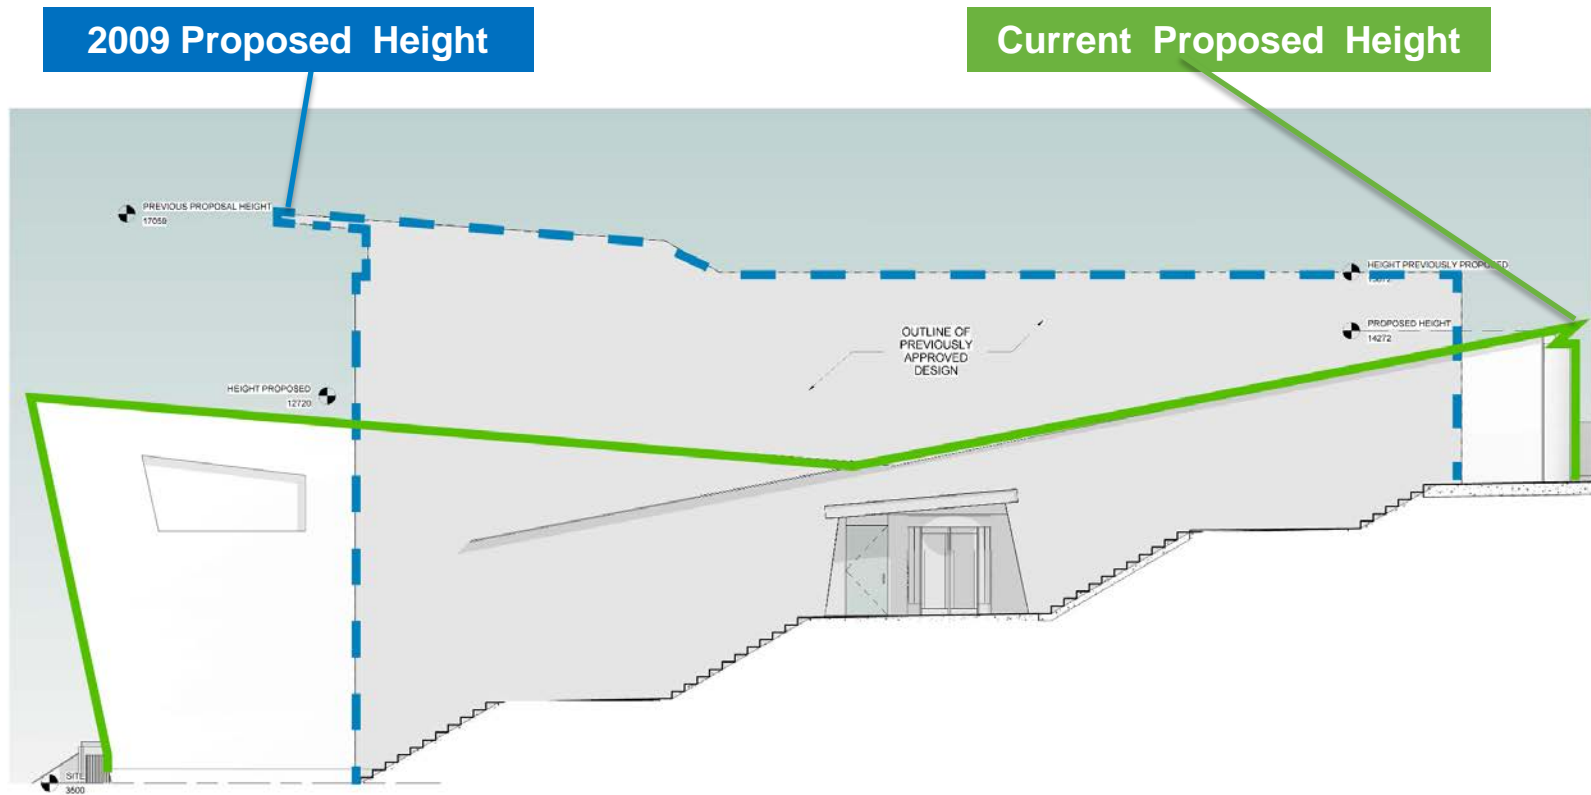 2009 Proposed Height
Current Proposed Height
PREVIOUS PROPOSAL HEIGHT
17059
HEIGHT PREVIOUSLY PROPOSED
PROPOSED HEIGHT
14272
OUTLINE OF
PREVIOUSLY
APPROVED
DESIGN
HEIGHT PROPOSED
12720
SITE
3500